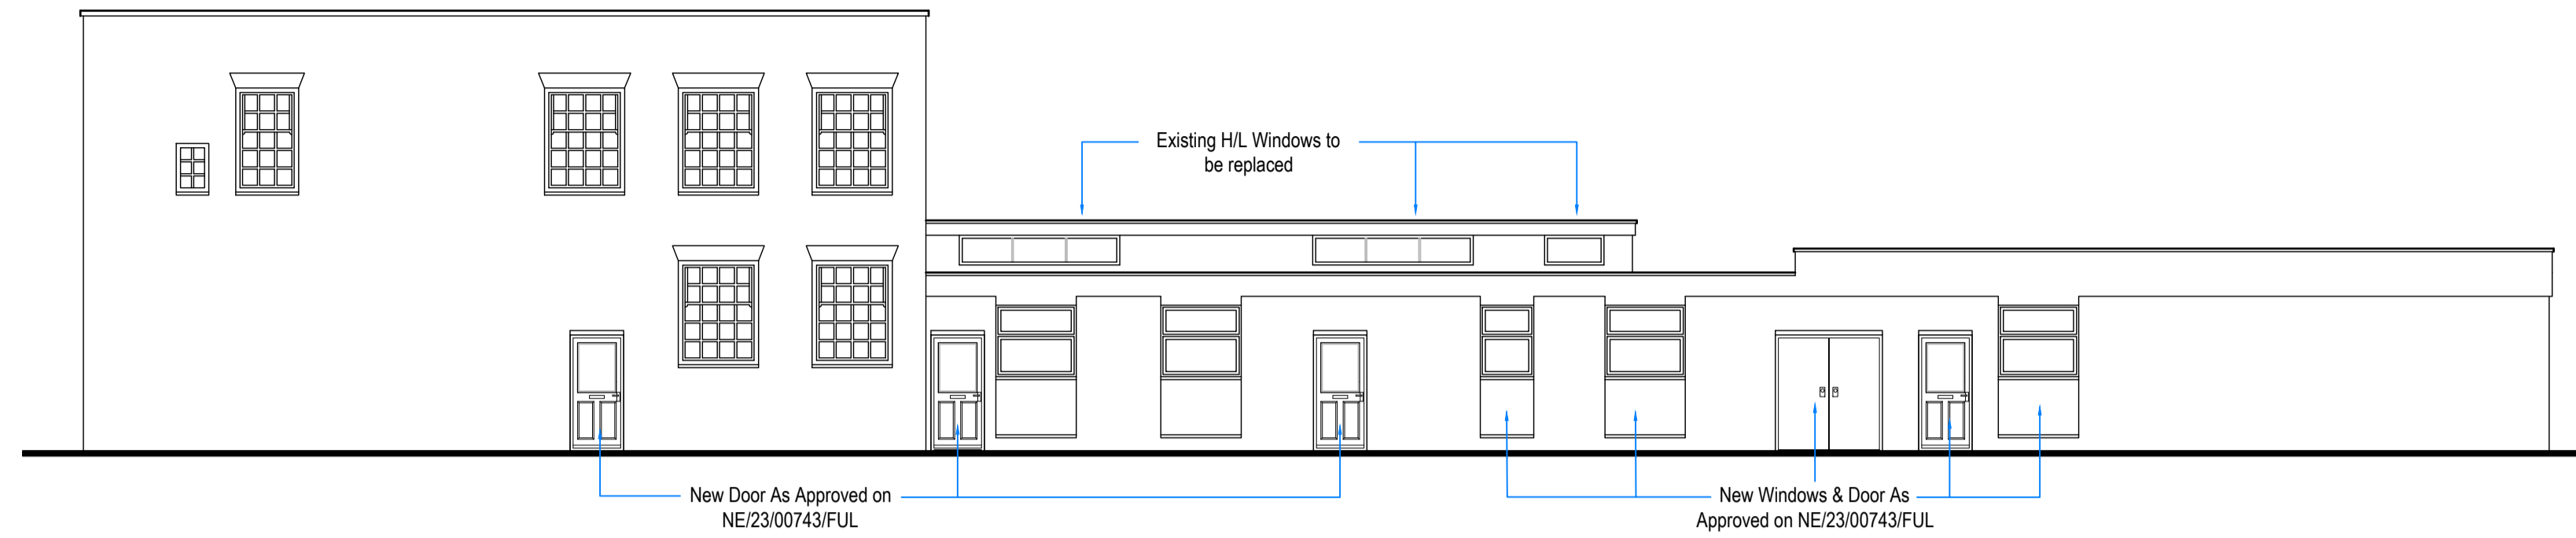 Existing H/L Windows to
be replaced
New Door As Approved on
NE/23/00743/FUL
New Windows & Door As
Approved on NE/23/00743/FUL